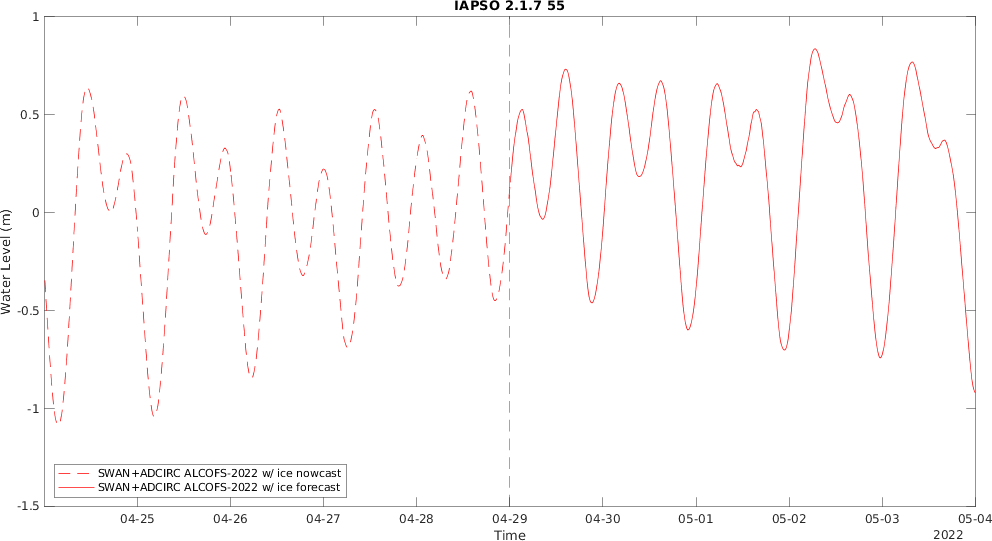 IAPSO 2.1.7 55
1
0.5
0
-0.5
-1
-1.5
Water Level (m)
SWAN+ADCIRC ALCOFS-2022 w/ ice nowcast
SWAN+ADCIRC ALCOFS-2022 w/ ice forecast
04-25 04-26 04-27 04-28 04-29 04-30 05-01 05-02 05-03 05-04
Time
2022